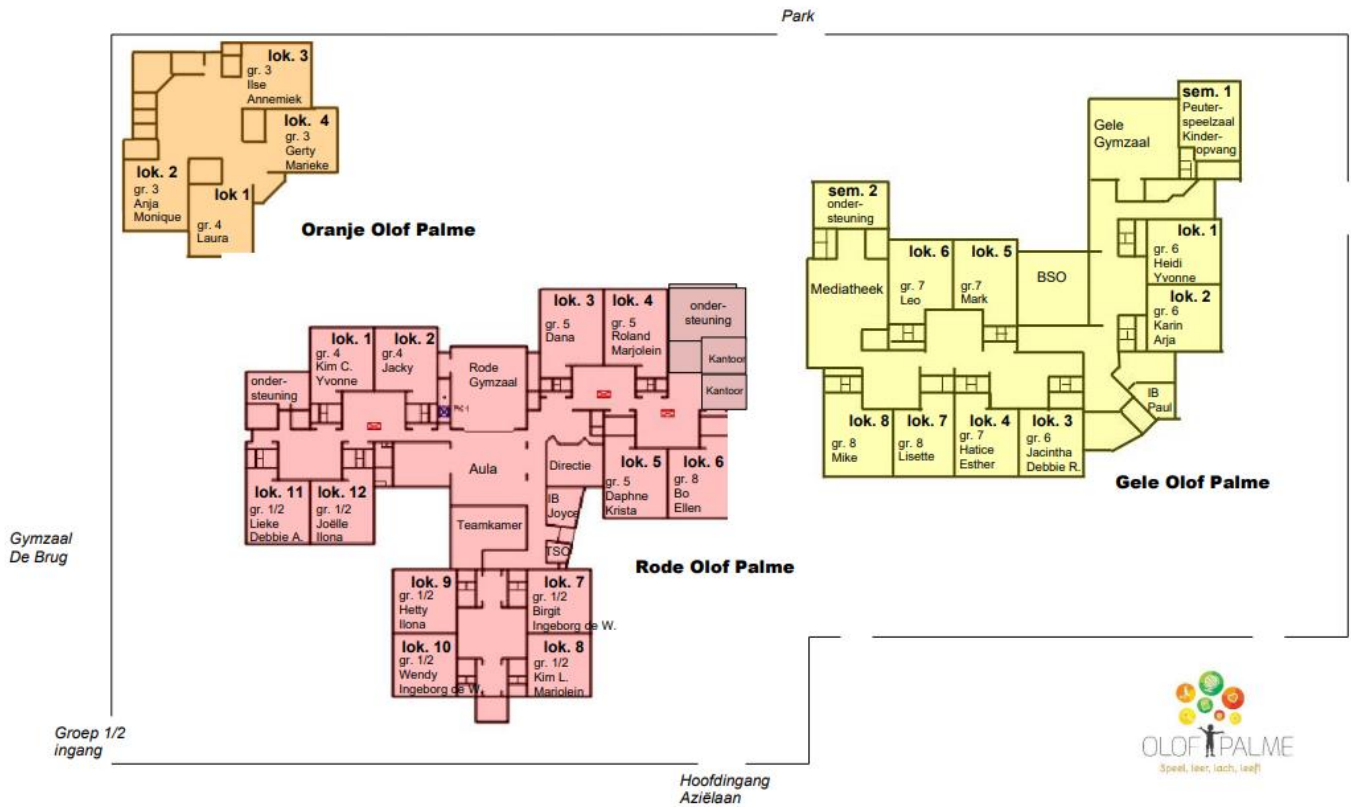 Park
lok. 3
gr. 3
Ilse
Annemiek
lok. 4
gr. 3
Gerty
Marieke
lok. 2
gr. 3
Anja
Monique
lok 1
gr. 4
Laura
Oranje Olof Palme
sem. 1
Peuter-
speelzaal
Kinder-
opvang
Gele
Gymzaal
sem. 2
onder-
steuning
Mediatheek
lok. 6
gr. 7
Leo
lok. 5
gr.7
Mark
BSO
lok. 1
gr. 6
Heidi
Yvonne
lok. 2
gr. 6
Karin
Arja
IB
Paul
lok. 8
gr. 8
Mike
lok. 7
gr. 8
Lisette
lok. 4
gr. 7
Hatice
Esther
lok. 3
gr. 6
Jacintha
Debbie R.
Gele Olof Palme
lok. 3
gr. 5
Dana
lok. 4
gr. 5
Roland
Marjolein
onder-
steuning
Kantoor
Kantoor
lok. 1
gr. 4
Kim C.
Yvonne
lok. 2
gr.4
Jacky
Rode
Gymzaal
onder-
steuning
Aula
Directie
lok. 5
gr. 5
Daphne
Krista
lok. 6
gr. 8
Bo
Ellen
lok. 11
gr. 1/2
Lieke
Debbie A.
lok. 12
gr. 1/2
Joëlle
Ilona
IB
Joyce
Teamkamer
TSO
Rode Olof Palme
lok. 9
gr. 1/2
Hetty
Ilona
lok. 7
gr. 1/2
Birgit
Ingeborg de W.
lok. 10
gr. 1/2
Wendy
Ingeborg de W.
lok. 8
gr. 1/2
Kim L.
Marjolein
Gymzaal
De Brug
Groep 1/2
ingang
Hoofdingang
Aziëlaan
OLOF PALME
Speel, leer, lach, leef!